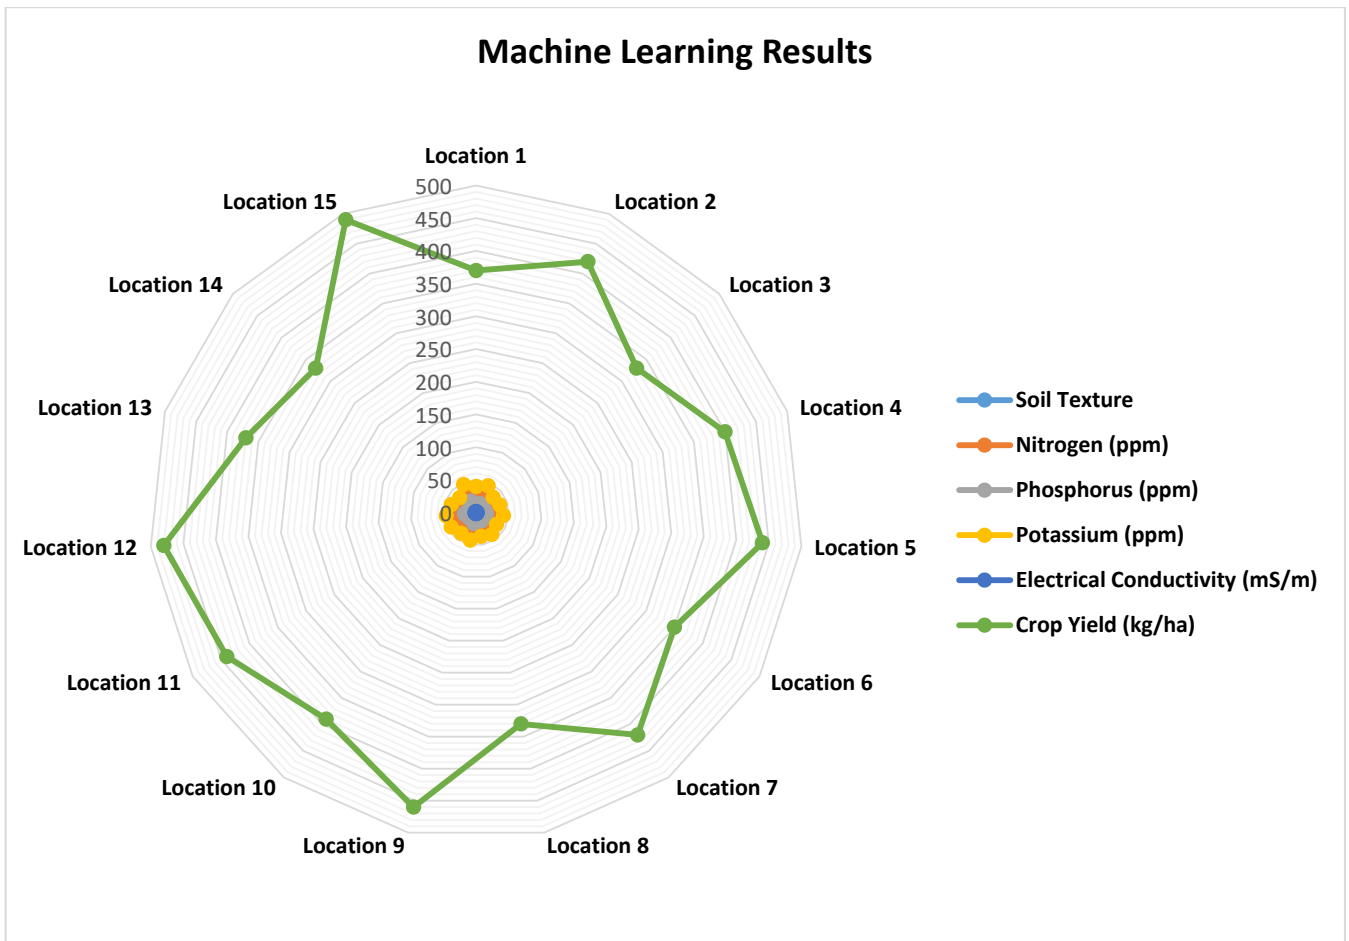 Machine Learning Results
Location 1
Location 2
Location 3
Location 4
Location 5
Location 6
Location 7
Location 8
Location 9
Location 10
Location 11
Location 12
Location 13
Location 14
Location 15
500
450
400
350
300
250
200
150
100
50
0
Soil Texture
Nitrogen (ppm)
Phosphorus (ppm)
Potassium (ppm)
Electrical Conductivity (mS/m)
Crop Yield (kg/ha)